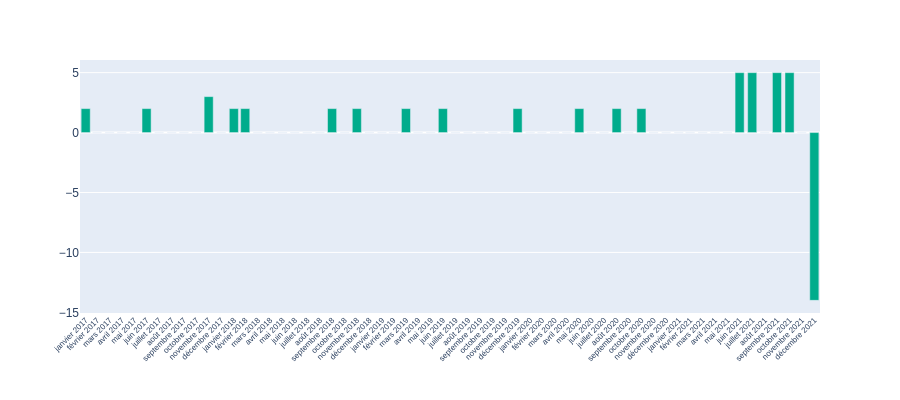 5
0
−5
−10
−15
janvier 2017
février 2017
mars 2017
avril 2017
mai 2017
juin 2017
juillet 2017
août 2017
septembre 2017
octobre 2017
novembre 2017
décembre 2017
janvier 2018
février 2018
mars 2018
avril 2018
mai 2018
juin 2018
juillet 2018
août 2018
septembre 2018
octobre 2018
novembre 2018
décembre 2018
janvier 2019
février 2019
mars 2019
avril 2019
mai 2019
juin 2019
juillet 2019
août 2019
septembre 2019
octobre 2019
novembre 2019
décembre 2019
janvier 2020
février 2020
mars 2020
avril 2020
mai 2020
juin 2020
juillet 2020
août 2020
septembre 2020
octobre 2020
novembre 2020
décembre 2020
janvier 2021
février 2021
mars 2021
avril 2021
mai 2021
juin 2021
juillet 2021
août 2021
septembre 2021
octobre 2021
novembre 2021
décembre 2021